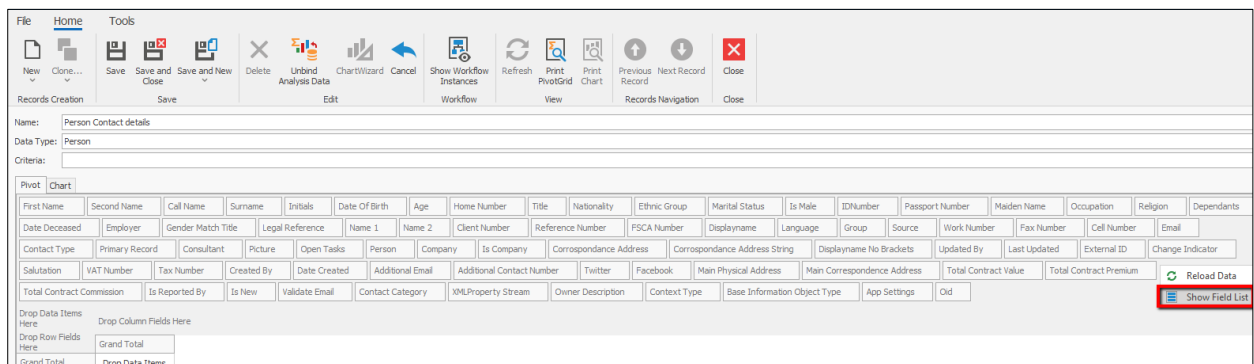 File Home Tools
New Clone... Save Save and Close Save and New Delete Unbind Analysis Data ChartWizard Cancel Show Workflow Instances Refresh Print PivotGrid Print Chart Previous Record Next Record Close
Records Creation Save Edit Workflow View Records Navigation Close
Name: Person Contact details
Data Type: Person
Criteria:
Pivot Chart
First Name Second Name Call Name Surname Initials Date Of Birth Age Home Number Title Nationality Ethnic Group Marital Status Is Male IDNumber Passport Number Maiden Name Occupation Religion Dependants
Date Deceased Employer Gender Match Title Legal Reference Name 1 Name 2 Client Number Reference Number FSCA Number Displayname Language Group Source Work Number Fax Number Cell Number Email
Contact Type Primary Record Consultant Picture Open Tasks Person Company Is Company Correspondance Address Correspondance Address String Displayname No Brackets Updated By Last Updated External ID Change Indicator
Salutation VAT Number Tax Number Created By Date Created Additional Email Additional Contact Number Twitter Facebook Main Physical Address Main Correspondence Address Total Contract Value Total Contract Premium Reload Data
Total Contract Commission Is Reported By Is New Validate Email Contact Category XMLProperty Stream Owner Description Context Type Base Information Object Type App Settings Oid Show Field List
Drop Data Items Here Drop Column Fields Here
Drop Row Fields Here Grand Total
Grand Total Drop Data Items